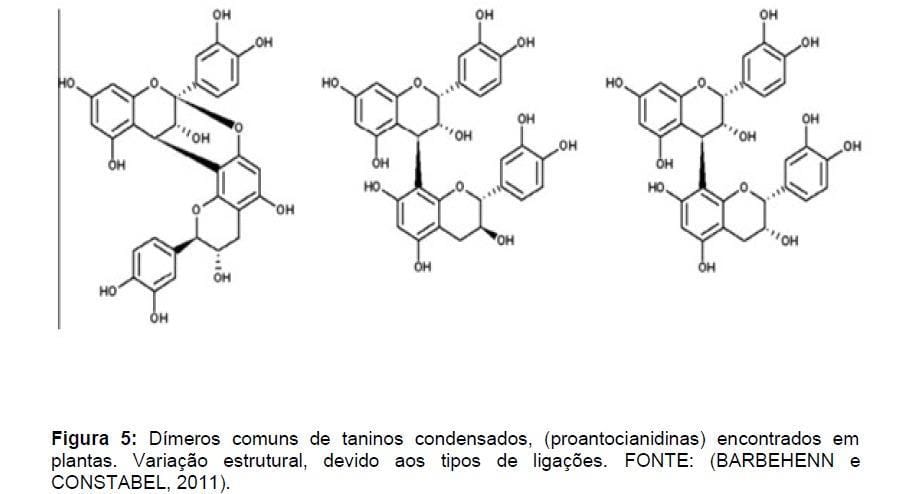 OH
OH
HO
O
OH
OH
O
O
OH
OH
HO
OH
OH
OH
HO
O
OH
OH
OH
OH
HO
O
OH
OH
OH
OH
HO
O
OH
OH
OH
OH
HO
O
OH
OH
Figura 5: Dímeros comuns de taninos condensados, (proantocianidinas) encontrados em
plantas. Variação estrutural, devido aos tipos de ligações. FONTE: (BARBEHENN e
CONSTABEL, 2011).